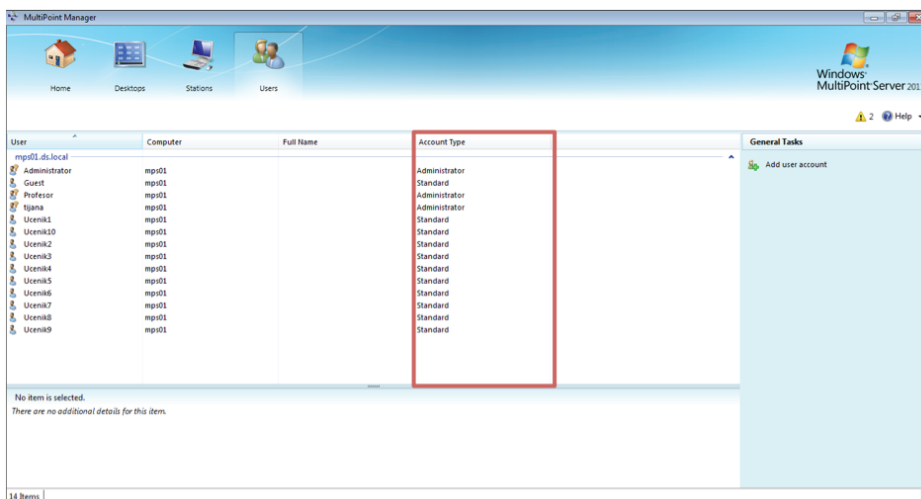 MultiPoint Manager
Home
Desktops
Stations
Users
Windows
MultiPoint Server 201
2
Help
User Computer Full Name Account Type
General Tasks
mps01.ds.local
Add user account
Administrator mps01 Administrator
Guest mps01 Standard
Profesor mps01 Administrator
tijana mps01 Administrator
Ucenik1 mps01 Standard
Ucenik10 mps01 Standard
Ucenik2 mps01 Standard
Ucenik3 mps01 Standard
Ucenik4 mps01 Standard
Ucenik5 mps01 Standard
Ucenik6 mps01 Standard
Ucenik7 mps01 Standard
Ucenik8 mps01 Standard
Ucenik9 mps01 Standard
No item is selected.
There are no additional details for this item.
14 Items